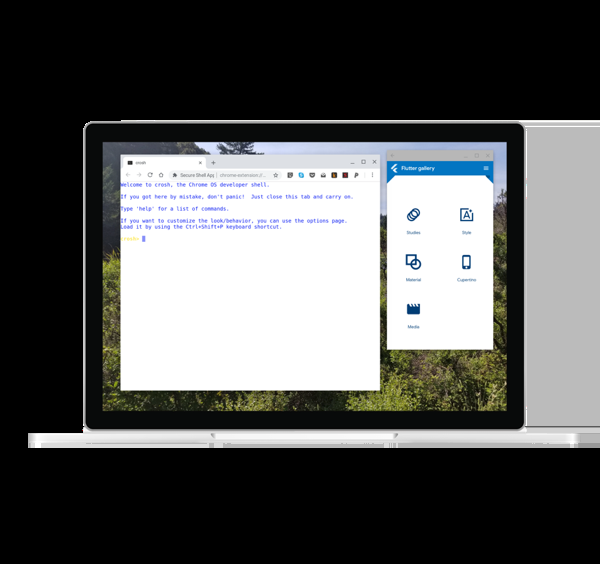 crosh
Secure Shell App
chrome-extension://...
Welcome to crosh, the Chrome OS developer shell.
If you got here by mistake, don't panic!  Just close this tab and carry on.
Type 'help' for a list of commands.
If you want to customize the look/behavior, you can use the options page.
Load it by using the Ctrl+Shift+P keyboard shortcut.
crosh>
Flutter gallery
Studies
Style
Material
Cupertino
Media